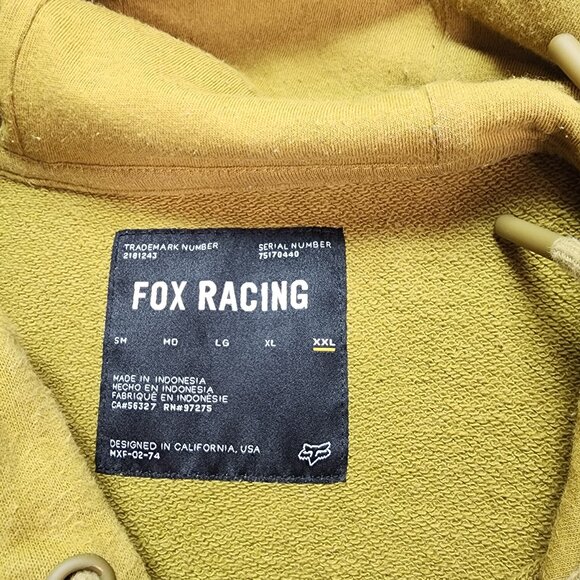 TRADEMARK NUMBER SERIAL NUMBER
2181243 75170440
FOX RACING
SM MD LG XL XXL
MADE IN INDONESIA
HECHO EN INDONESIA
FABRIQUÉ EN INDONÉSIE
CA#56327 RN#97275
DESIGNED IN CALIFORNIA, USA
MXF-02-74